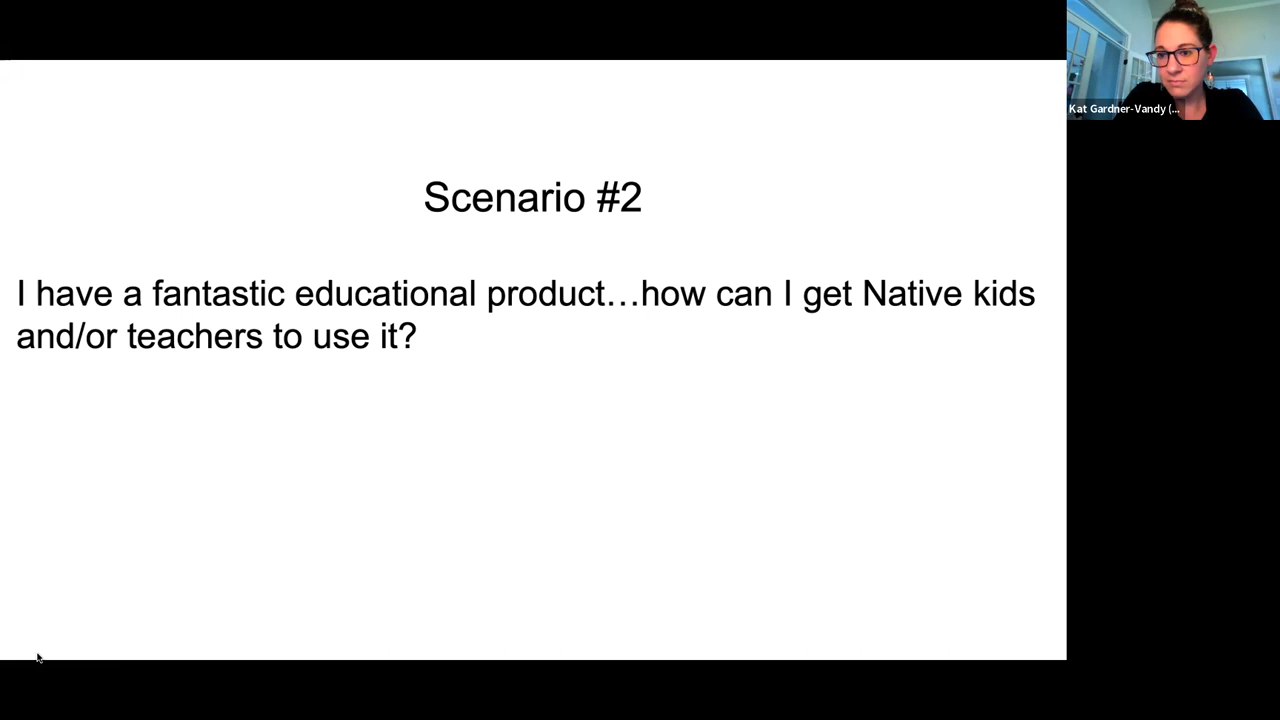 Scenario #2
I have a fantastic educational product…how can I get Native kids
and/or teachers to use it?
Kat Gardner-Vandy (...